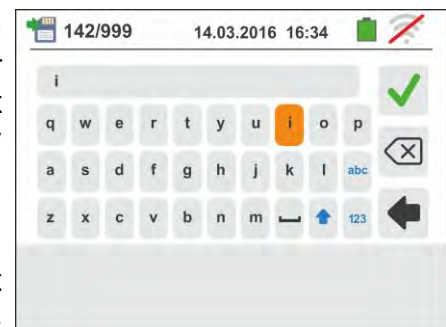 142/999 14.03.2016 16:34
i
q w e r t y u i o p
a s d f g h j k l abc
z x c v b n m 123